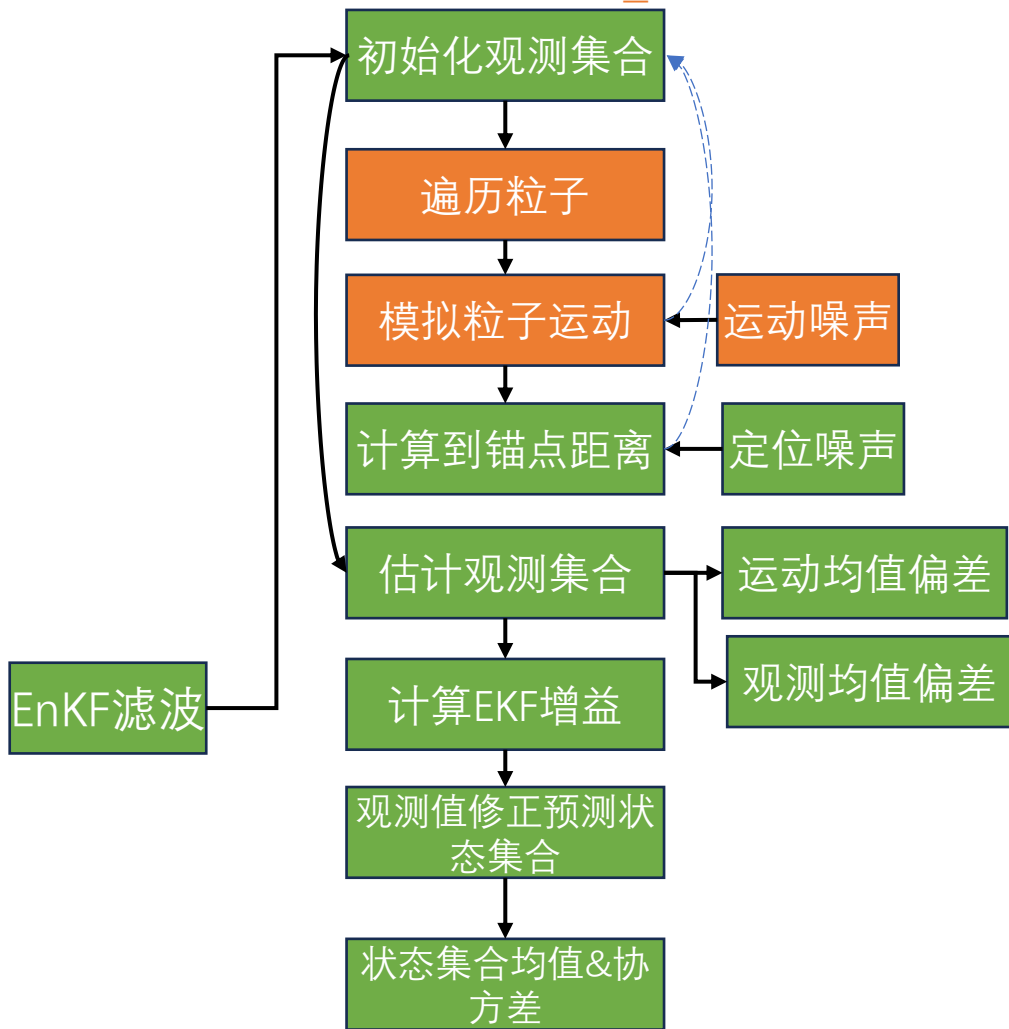 初始化观测集合
遍历粒子
模拟粒子运动
运动噪声
计算到锚点距离
定位噪声
估计观测集合
运动均值偏差
观测均值偏差
EnKF滤波
计算EKF增益
观测值修正预测状
态集合
状态集合均值&协
方差